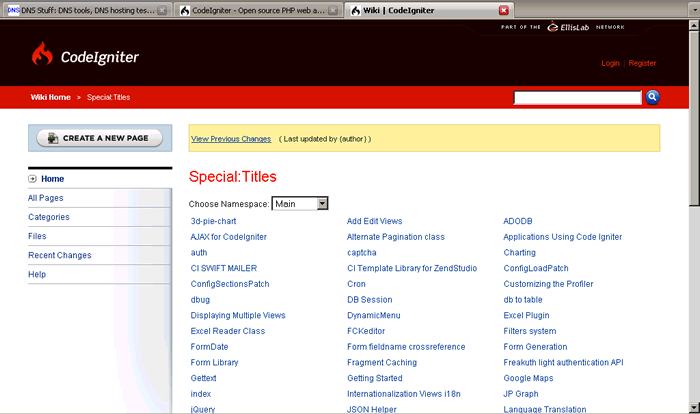 DNS Stuff: DNS tools, DNS hosting tes... CodeIgniter - Open source PHP web a... Wiki | CodeIgniter
PART OF THE EllisLab NETWORK
CodeIgniter
Login | Register
Wiki Home > Special:Titles
CREATE A NEW PAGE
View Previous Changes ( Last updated by {author} )
Home
All Pages
Categories
Files
Recent Changes
Help
Special:Titles
Choose Namespace: Main
3d-pie-chart Add Edit Views ADODB
AJAX for CodeIgniter Alternate Pagination class Applications Using Code Igniter
auth captcha Charting
CI SWIFT MAILER CI Template Library for ZendStudio ConfigLoadPatch
ConfigSectionsPatch Cron Customizing the Profiler
dbug DB Session db to table
Displaying Multiple Views DynamicMenu Excel Plugin
Excel Reader Class FCKeditor Filters system
FormDate Form fieldname crossreference Form Generation
Form Library Fragment Caching Freakuth light authentication API
Gettext Getting Started Google Maps
index Internationalization Views i18n JP Graph
jQuery JSON Helper Language Translation